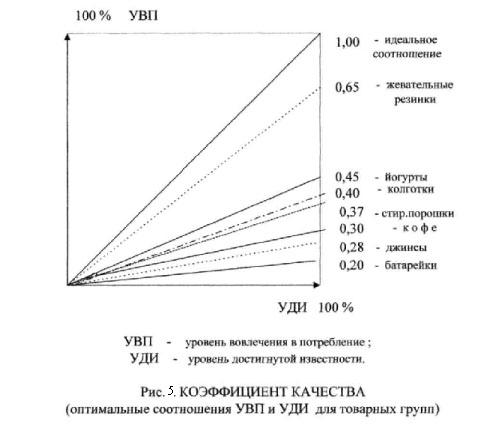 100 % УВП
1,00 - идеальное
соотношение
0,65 - жевательные
резинки
0,45 - йогурты
0,40 - колготки
0,37 - стир.порошки
0,30 - кофе
0,28 - джинсы
0,20 - батарейки
УДИ 100 %
УВП - уровень вовлечения в потребление ;
УДИ - уровень достигнутой известности.
Рис. 5. КОЭФФИЦИЕНТ КАЧЕСТВА
(оптимальные соотношения УВП и УДИ для товарных групп)